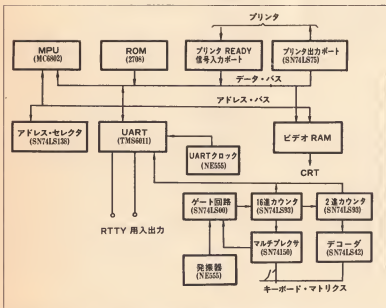 プリンタ
MPU
(MC6802)
ROM
(2708)
プリンタ READY
信号入力ポート
プリンタ出力ポート
(SN74LS75)
データ・バス
アドレス・バス
アドレス・セレクタ
(SN74LS138)
UART
(TMS6011)
ビデオ RAM
UARTクロック
(NE555)
CRT
ゲート回路
(SN74LS00)
16進カウンタ
(SN74LS93)
2進カウンタ
(SN74LS93)
RTTY 用入出力
マルチプレクサ
(SN74150)
デコーダ
(SN74LS42)
発振器
(NE555)
キーボード・マトリクス